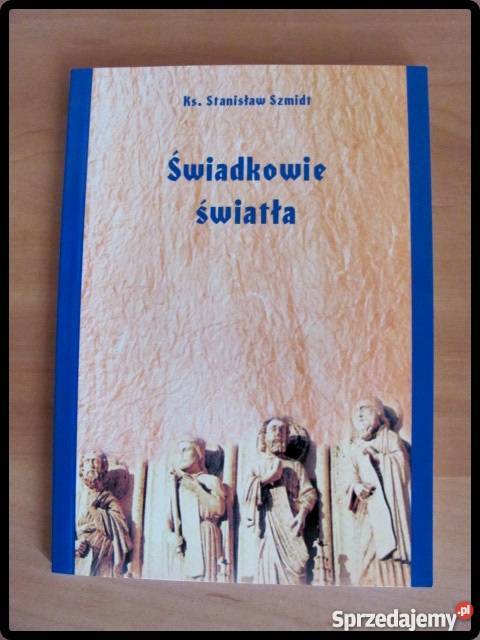 Ks. Stanisław Szmidt
Świadkowie
światła
Sprzedajemy.pl